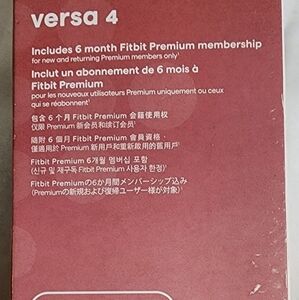 versa 4
Includes 6 month Fitbit Premium membership
for new and returning Premium members only¹
Inclut un abonnement de 6 mois à
Fitbit Premium
pour les nouveaux utilisateurs Premium uniquement ou ceux
qui se réabonnent¹
包含 6 个月 Fitbit Premium 会籍使用权
(仅限 Premium 新会员和续订会员)¹
隨附 6 個月 Fitbit Premium 會員資格，
僅適用於 Premium 新用戶和重新啟用的舊用戶¹
Fitbit Premium 6개월 멤버십 포함
(신규 및 재구독 Fitbit Premium 사용자 한정)¹
Fitbit Premiumの6か月間メンバーシップ込み
(Premiumの新規および復帰ユーザー様が対象)¹